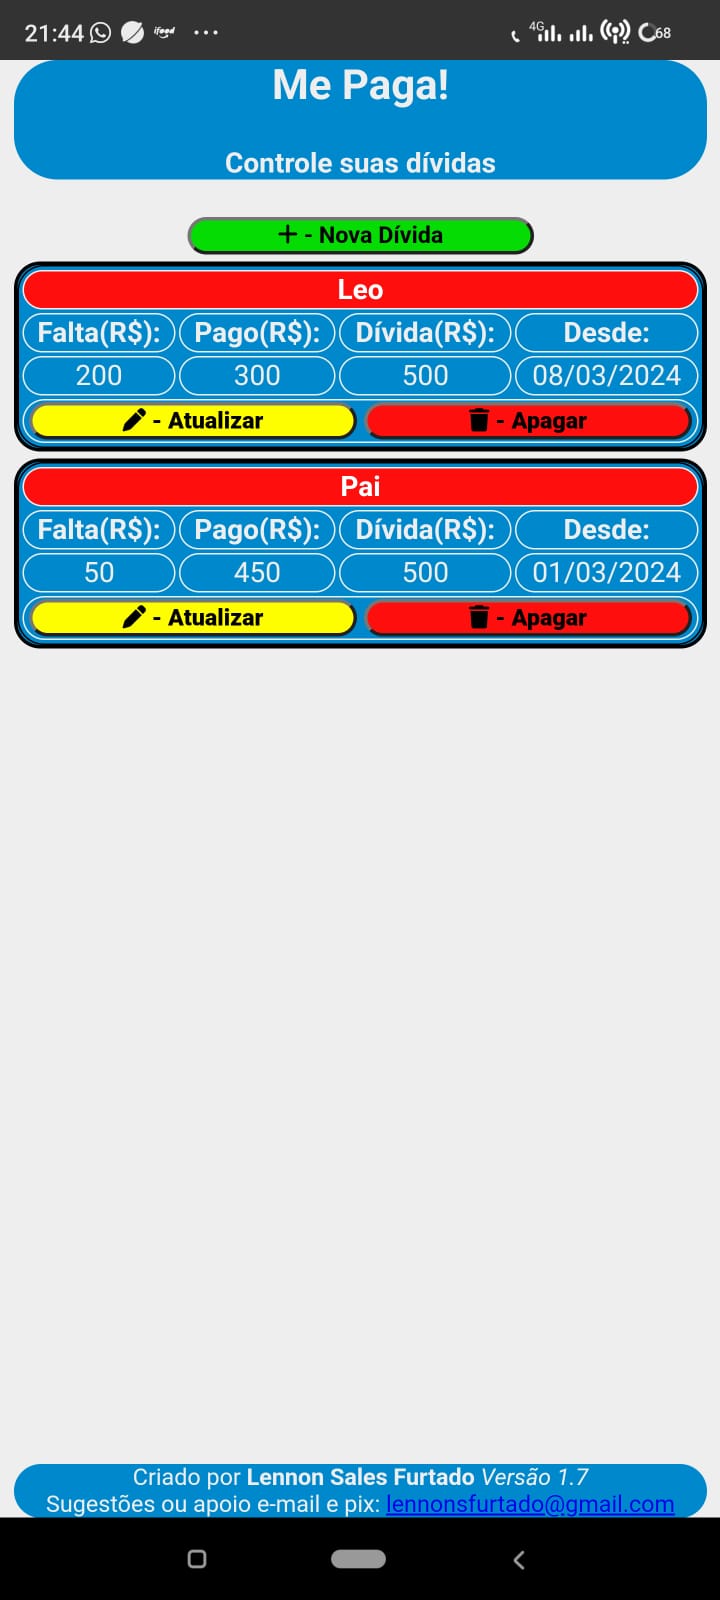 21:44 ifood 4G 68
Me Paga!
Controle suas dívidas
+ - Nova Dívida
Leo
Falta(R$): Pago(R$): Dívida(R$): Desde:
200 300 500 08/03/2024
- Atualizar - Apagar
Pai
Falta(R$): Pago(R$): Dívida(R$): Desde:
50 450 500 01/03/2024
- Atualizar - Apagar
Criado por Lennon Sales Furtado Versão 1.7
Sugestões ou apoio e-mail e pix: lennonsfurtado@gmail.com